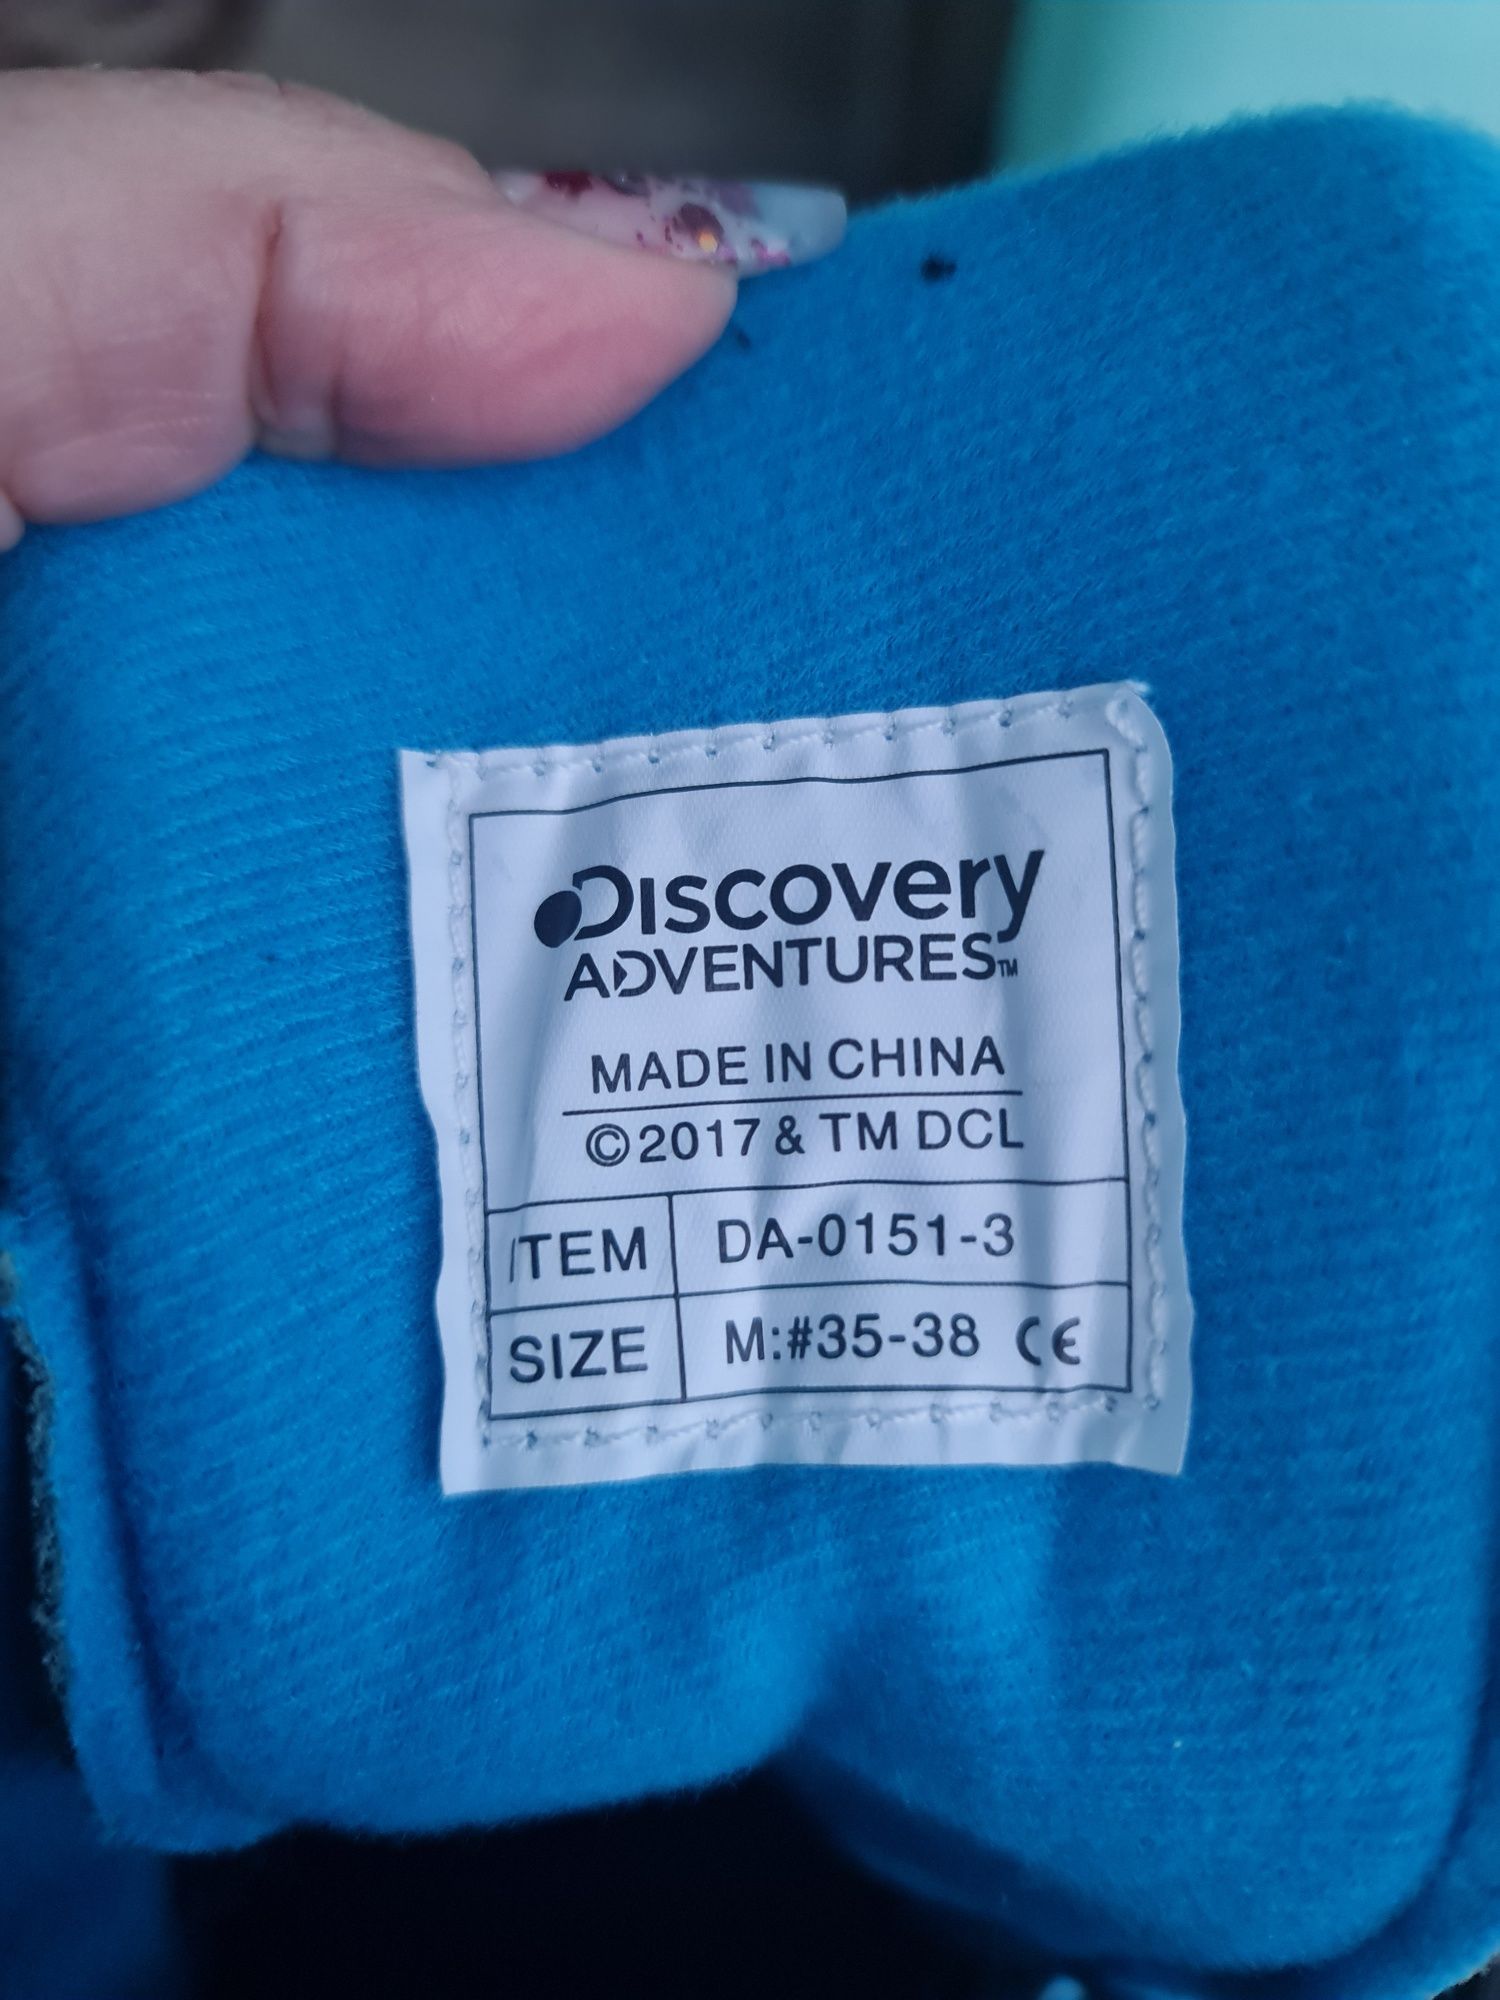 Discovery
ADVENTURES™
MADE IN CHINA
©2017 & TM DCL
ITEM DA-0151-3
SIZE M:#35-38 CE